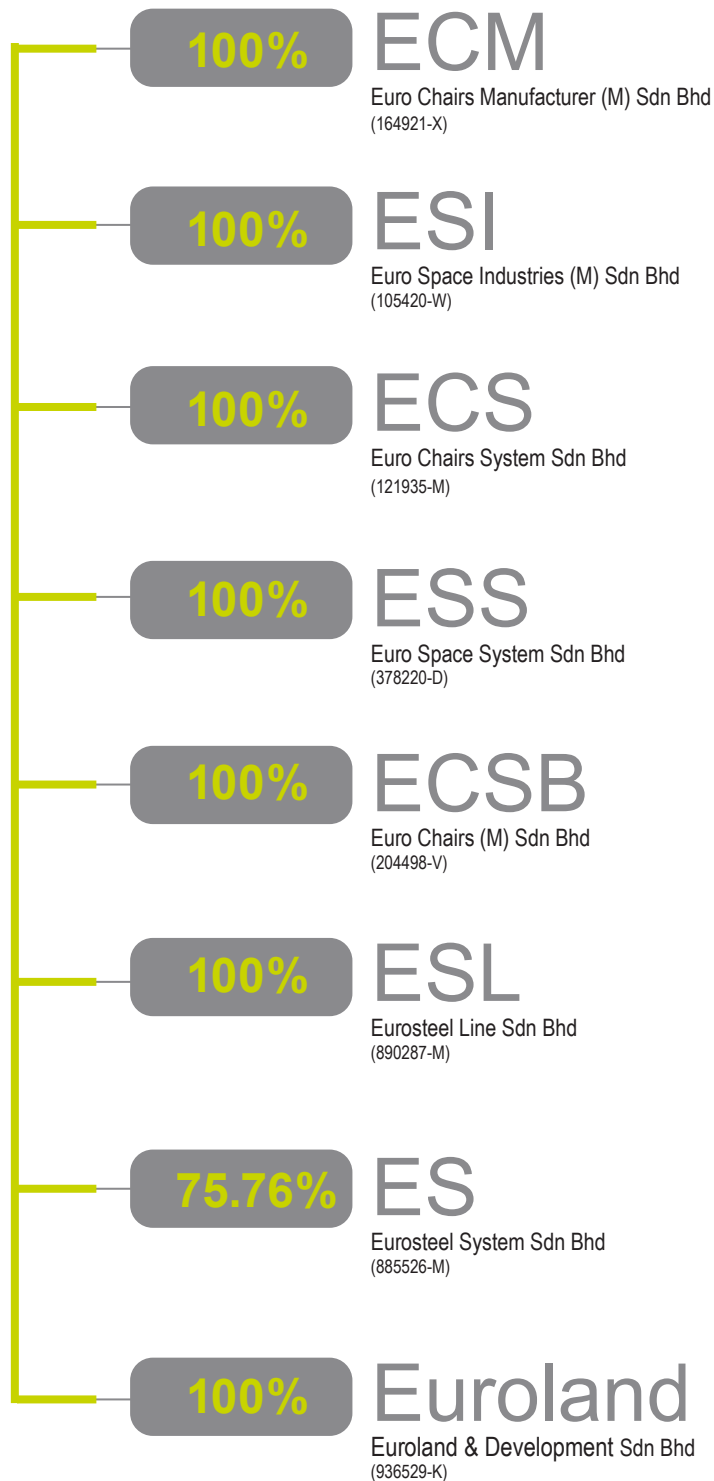 100%
ECM
Euro Chairs Manufacturer (M) Sdn Bhd
(164921-X)
100%
ESI
Euro Space Industries (M) Sdn Bhd
(105420-W)
100%
ECS
Euro Chairs System Sdn Bhd
(121935-M)
100%
ESS
Euro Space System Sdn Bhd
(378220-D)
100%
ECSB
Euro Chairs (M) Sdn Bhd
(204498-V)
100%
ESL
Eurosteel Line Sdn Bhd
(890287-M)
75.76%
ES
Eurosteel System Sdn Bhd
(885526-M)
100%
Euroland
Euroland & Development Sdn Bhd
(936529-K)